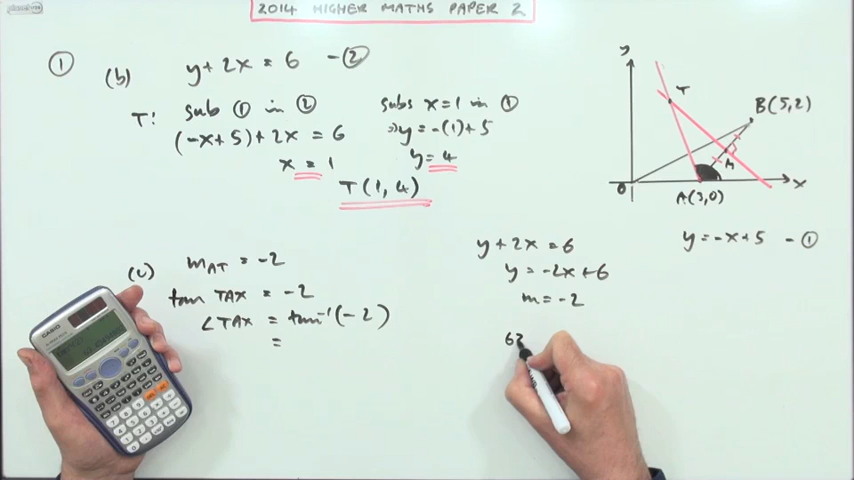 2014 HIGHER MATHS PAPER 2
① (b) y + 2x = 6 - ②
T: sub ① in ②
(-x+5) + 2x = 6
x = 1
subs x = 1 in ①
⇒ y = -(1) + 5
y = 4
T(1, 4)
y
T
B(5,2)
M
O
A(3,0)
x
y = -x + 5 - ①
(c) m_AT = -2
tan TAX = -2
∠TAX = tan⁻¹(-2)
=
y + 2x = 6
y = -2x + 6
m = -2
63
CASIO